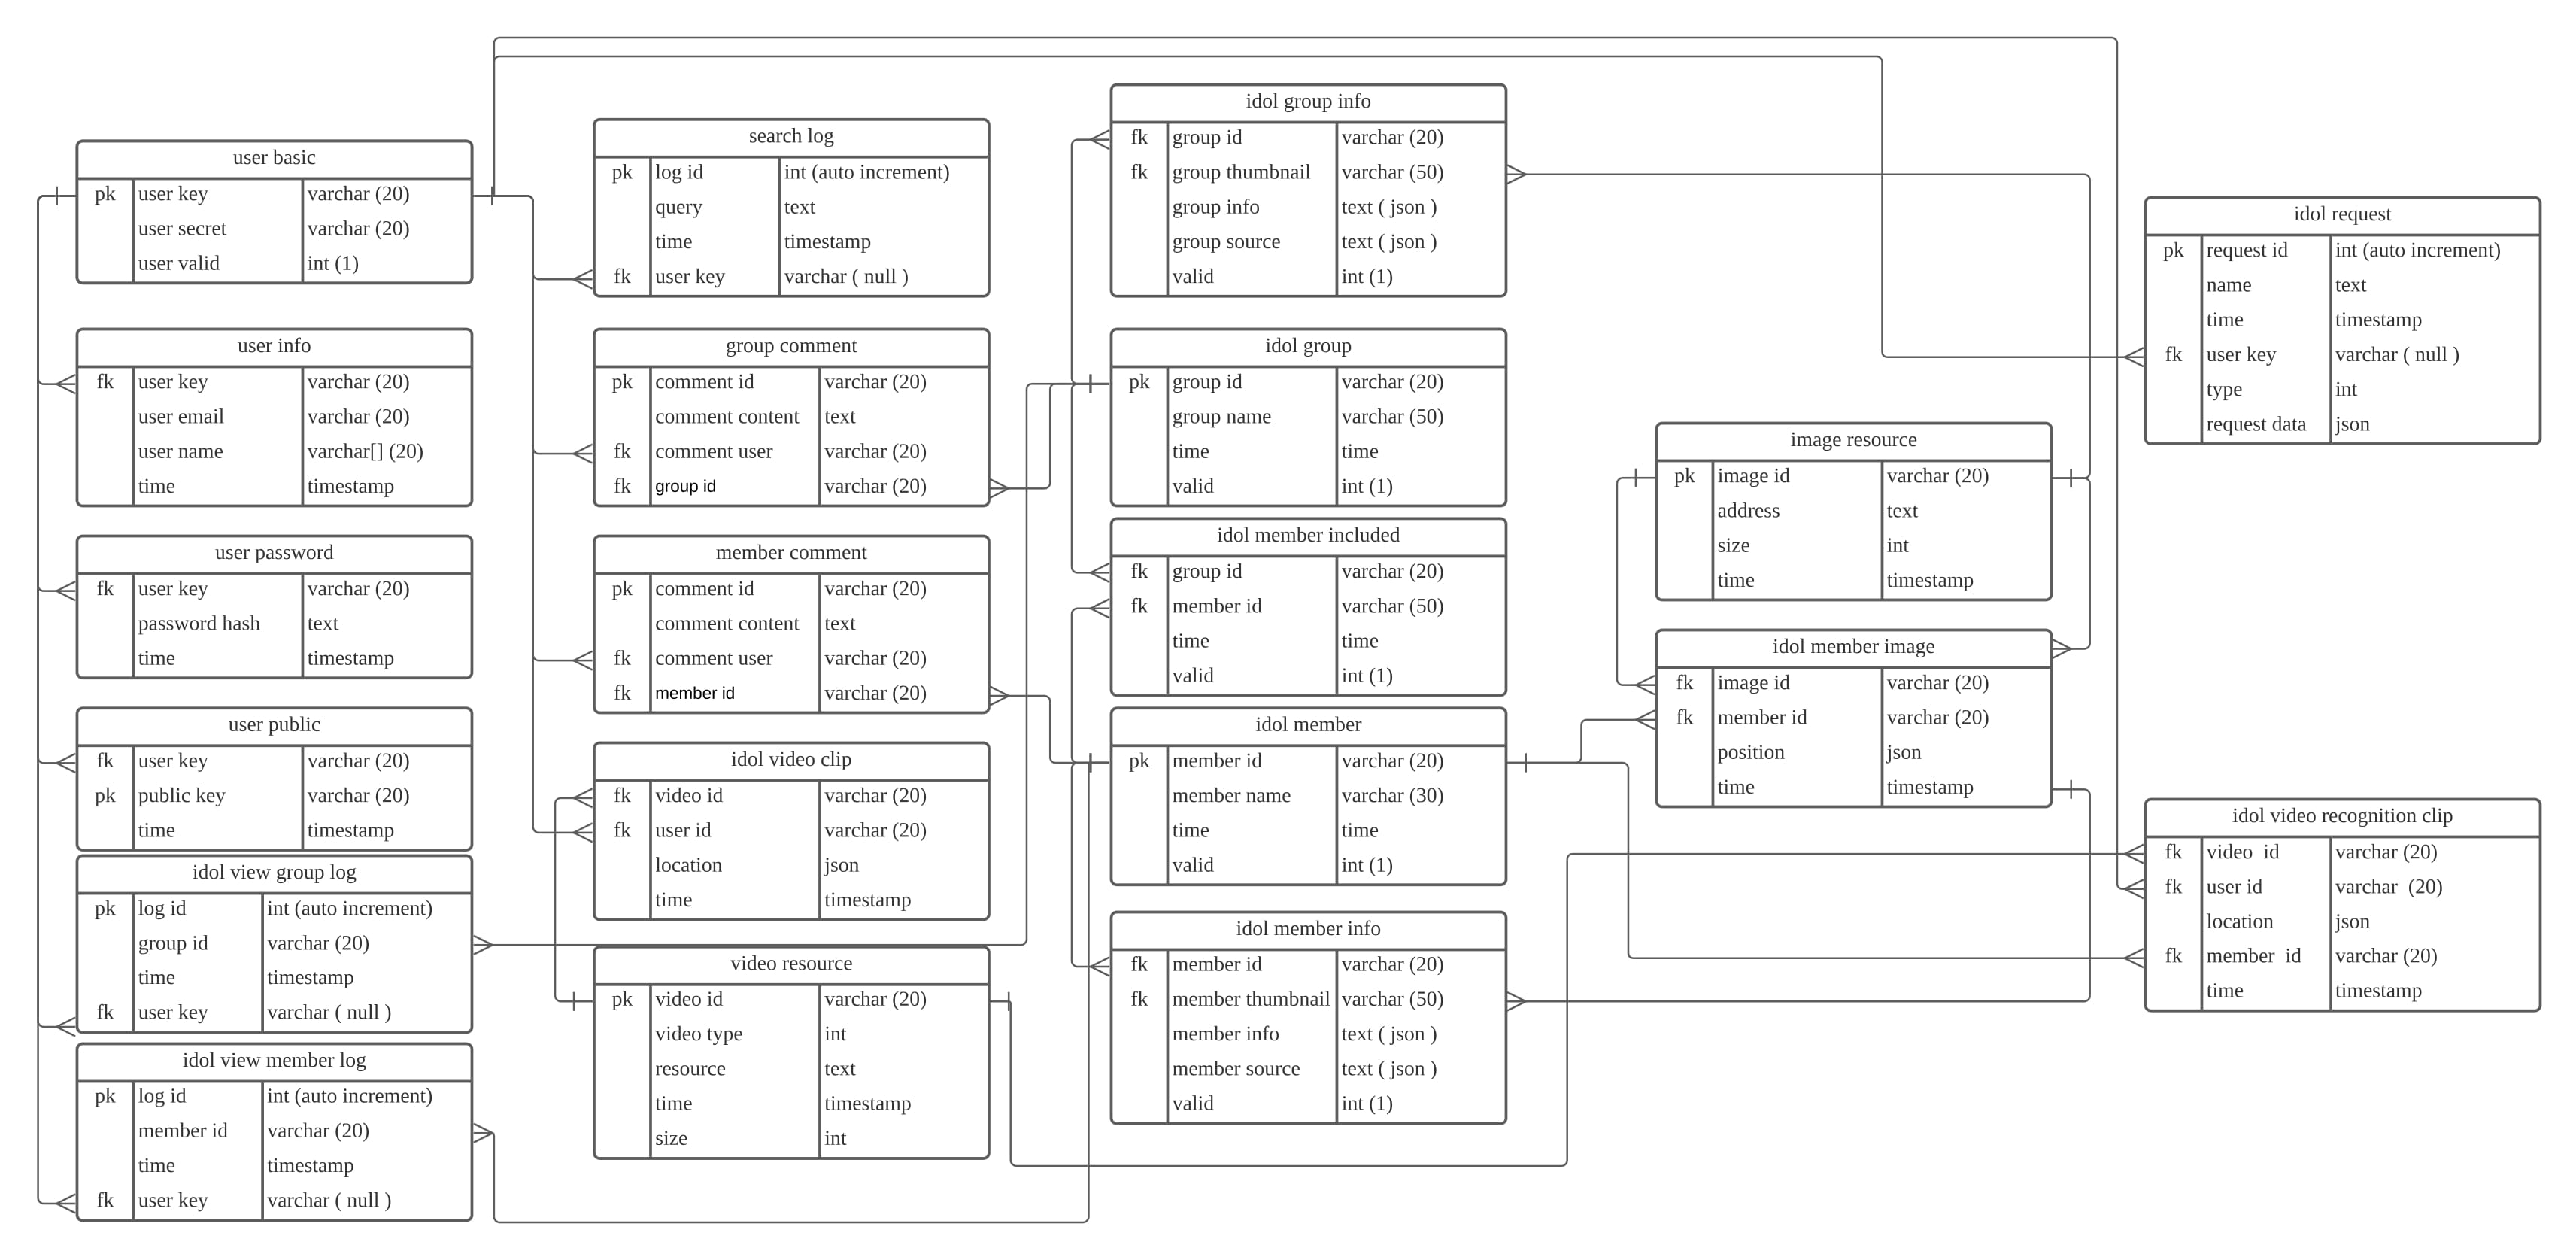 user basic
pk user key varchar (20)
user secret varchar (20)
user valid int (1)
user info
fk user key varchar (20)
user email varchar (20)
user name varchar[] (20)
time timestamp
user password
fk user key varchar (20)
password hash text
time timestamp
user public
fk user key varchar (20)
pk public key varchar (20)
time timestamp
idol view group log
pk log id int (auto increment)
group id varchar (20)
time timestamp
fk user key varchar ( null )
idol view member log
pk log id int (auto increment)
member id varchar (20)
time timestamp
fk user key varchar ( null )
search log
pk log id int (auto increment)
query text
time timestamp
fk user key varchar ( null )
group comment
pk comment id varchar (20)
comment content text
fk comment user varchar (20)
fk group id varchar (20)
member comment
pk comment id varchar (20)
comment content text
fk comment user varchar (20)
fk member id varchar (20)
idol video clip
fk video id varchar (20)
fk user id varchar (20)
location json
time timestamp
video resource
pk video id varchar (20)
video type int
resource text
time timestamp
size int
idol group info
fk group id varchar (20)
fk group thumbnail varchar (50)
group info text ( json )
group source text ( json )
valid int (1)
idol group
pk group id varchar (20)
group name varchar (50)
time time
valid int (1)
idol member included
fk group id varchar (20)
fk member id varchar (50)
time time
valid int (1)
idol member
pk member id varchar (20)
member name varchar (30)
time time
valid int (1)
idol member info
fk member id varchar (20)
fk member thumbnail varchar (50)
member info text ( json )
member source text ( json )
valid int (1)
image resource
pk image id varchar (20)
address text
size int
time timestamp
idol member image
fk image id varchar (20)
fk member id varchar (20)
position json
time timestamp
idol request
pk request id int (auto increment)
name text
time timestamp
fk user key varchar ( null )
type int
request data json
idol video recognition clip
fk video id varchar (20)
fk user id varchar (20)
location json
fk member id varchar (20)
time timestamp